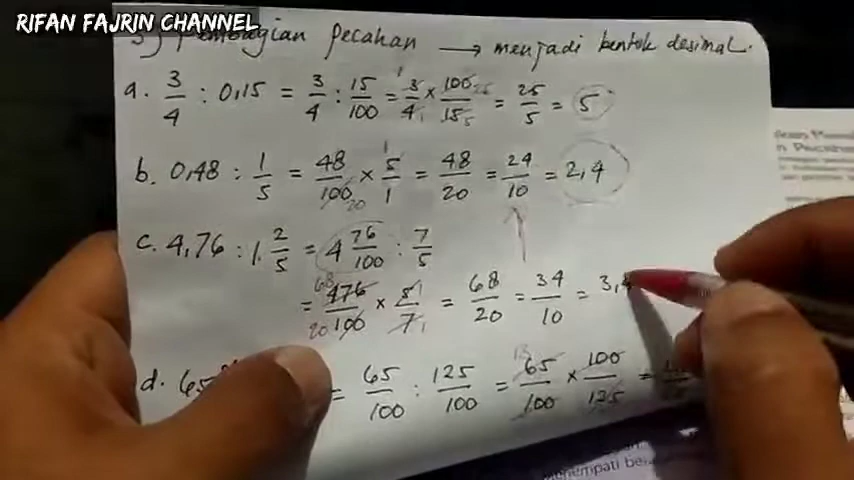 RIFAN FAJRIN CHANNEL
3) Pembagian pecahan → menjadi bentuk desimal.
a. 3/4 : 0,15 = 3/4 : 15/100 = 3/4 × 100/15 = 25/5 = 5
b. 0,48 : 1/5 = 48/100 × 5/1 = 48/20 = 24/10 = 2,4
c. 4,76 : 1 2/5 = 4 76/100 : 7/5
= 476/100 × 5/7 = 68/20 = 34/10 = 3,4
d. 65 = 65/100 : 125/100 = 65/100 × 100/125 =